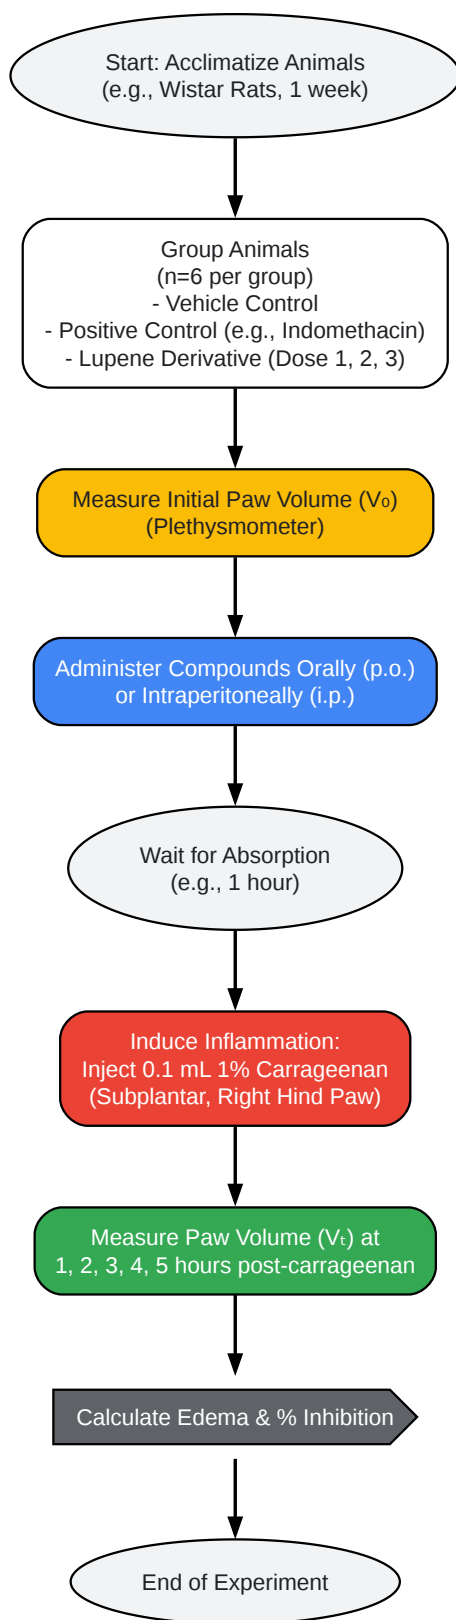 Start: Acclimatize Animals
(e.g., Wistar Rats, 1 week)
Group Animals
(n=6 per group)
- Vehicle Control
- Positive Control (e.g., Indomethacin)
- Lupene Derivative (Dose 1, 2, 3)
Measure Initial Paw Volume (V₀)
(Plethysmometer)
Administer Compounds Orally (p.o.)
or Intraperitoneally (i.p.)
Wait for Absorption
(e.g., 1 hour)
Induce Inflammation:
Inject 0.1 mL 1% Carrageenan
(Subplantar, Right Hind Paw)
Measure Paw Volume (Vₜ) at
1, 2, 3, 4, 5 hours post-carrageenan
Calculate Edema & % Inhibition
End of Experiment